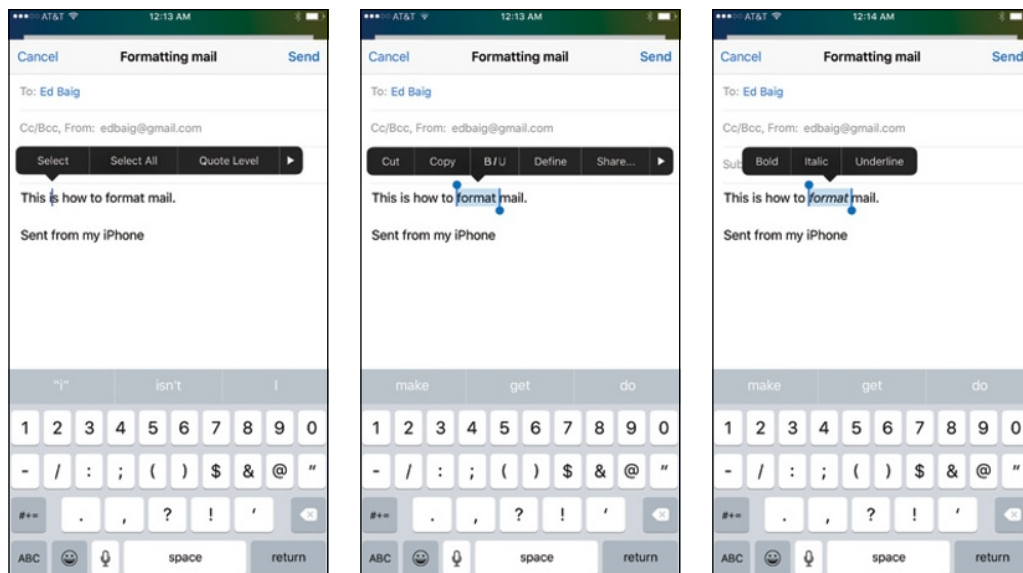 AT&T 12:13 AM
Cancel Formatting mail Send
To: Ed Baig
Cc/Bcc, From: edbaig@gmail.com
Select Select All Quote Level ▶
This is how to format mail.
Sent from my iPhone
"i" isn't I
1 2 3 4 5 6 7 8 9 0
- / : ; ( ) $ & @ "
#+= . , ? ! '
ABC space return
AT&T 12:13 AM
Cancel Formatting mail Send
To: Ed Baig
Cc/Bcc, From: edbaig@gmail.com
Cut Copy B I U Define Share... ▶
This is how to format mail.
Sent from my iPhone
make get do
1 2 3 4 5 6 7 8 9 0
- / : ; ( ) $ & @ "
#+= . , ? ! '
ABC space return
AT&T 12:14 AM
Cancel Formatting mail Send
To: Ed Baig
Cc/Bcc, From: edbaig@gmail.com
Sub Bold Italic Underline
This is how to format mail.
Sent from my iPhone
make get do
1 2 3 4 5 6 7 8 9 0
- / : ; ( ) $ & @ "
#+= . , ? ! '
ABC space return